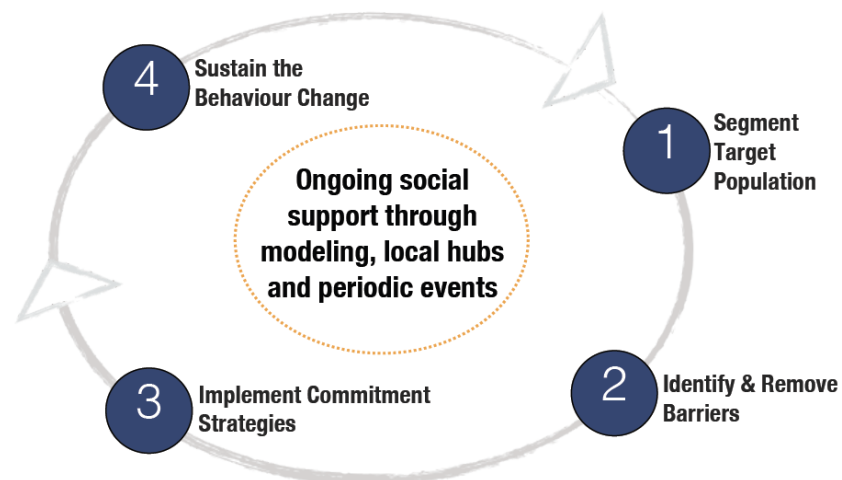 1
Segment
Target
Population
2
Identify & Remove
Barriers
3
Implement Commitment
Strategies
4
Sustain the
Behaviour Change
Ongoing social
support through
modeling, local hubs
and periodic events